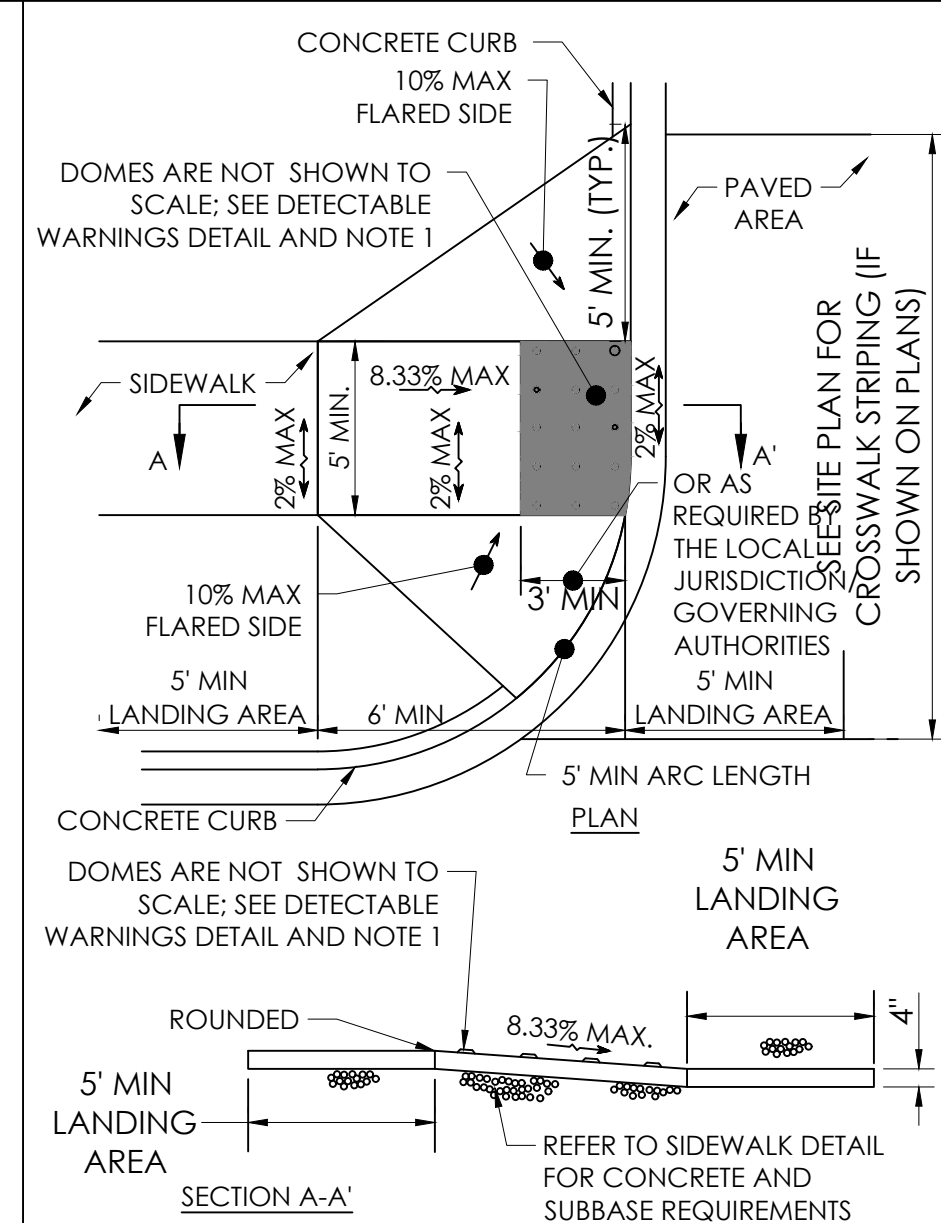 CONCRETE CURB
10% MAX
FLARED SIDE
DOMES ARE NOT SHOWN TO
SCALE; SEE DETECTABLE
WARNINGS DETAIL AND NOTE 1
5' MIN. (TYP.)
PAVED
AREA
SEE SITE PLAN FOR
CROSSWALK STRIPING (IF
SHOWN ON PLANS)
SIDEWALK
8.33% MAX
5' MIN.
2% MAX
2% MAX
2% MAX
A
A'
OR AS
REQUIRED BY
THE LOCAL
JURISDICTION/
GOVERNING
AUTHORITIES
10% MAX
FLARED SIDE
3' MIN
5' MIN
LANDING AREA
6' MIN
5' MIN
LANDING AREA
5' MIN ARC LENGTH
CONCRETE CURB
PLAN
DOMES ARE NOT SHOWN TO
SCALE; SEE DETECTABLE
WARNINGS DETAIL AND NOTE 1
5' MIN
LANDING
AREA
ROUNDED
8.33% MAX.
4"
5' MIN
LANDING
AREA
REFER TO SIDEWALK DETAIL
FOR CONCRETE AND
SUBBASE REQUIREMENTS
SECTION A-A'